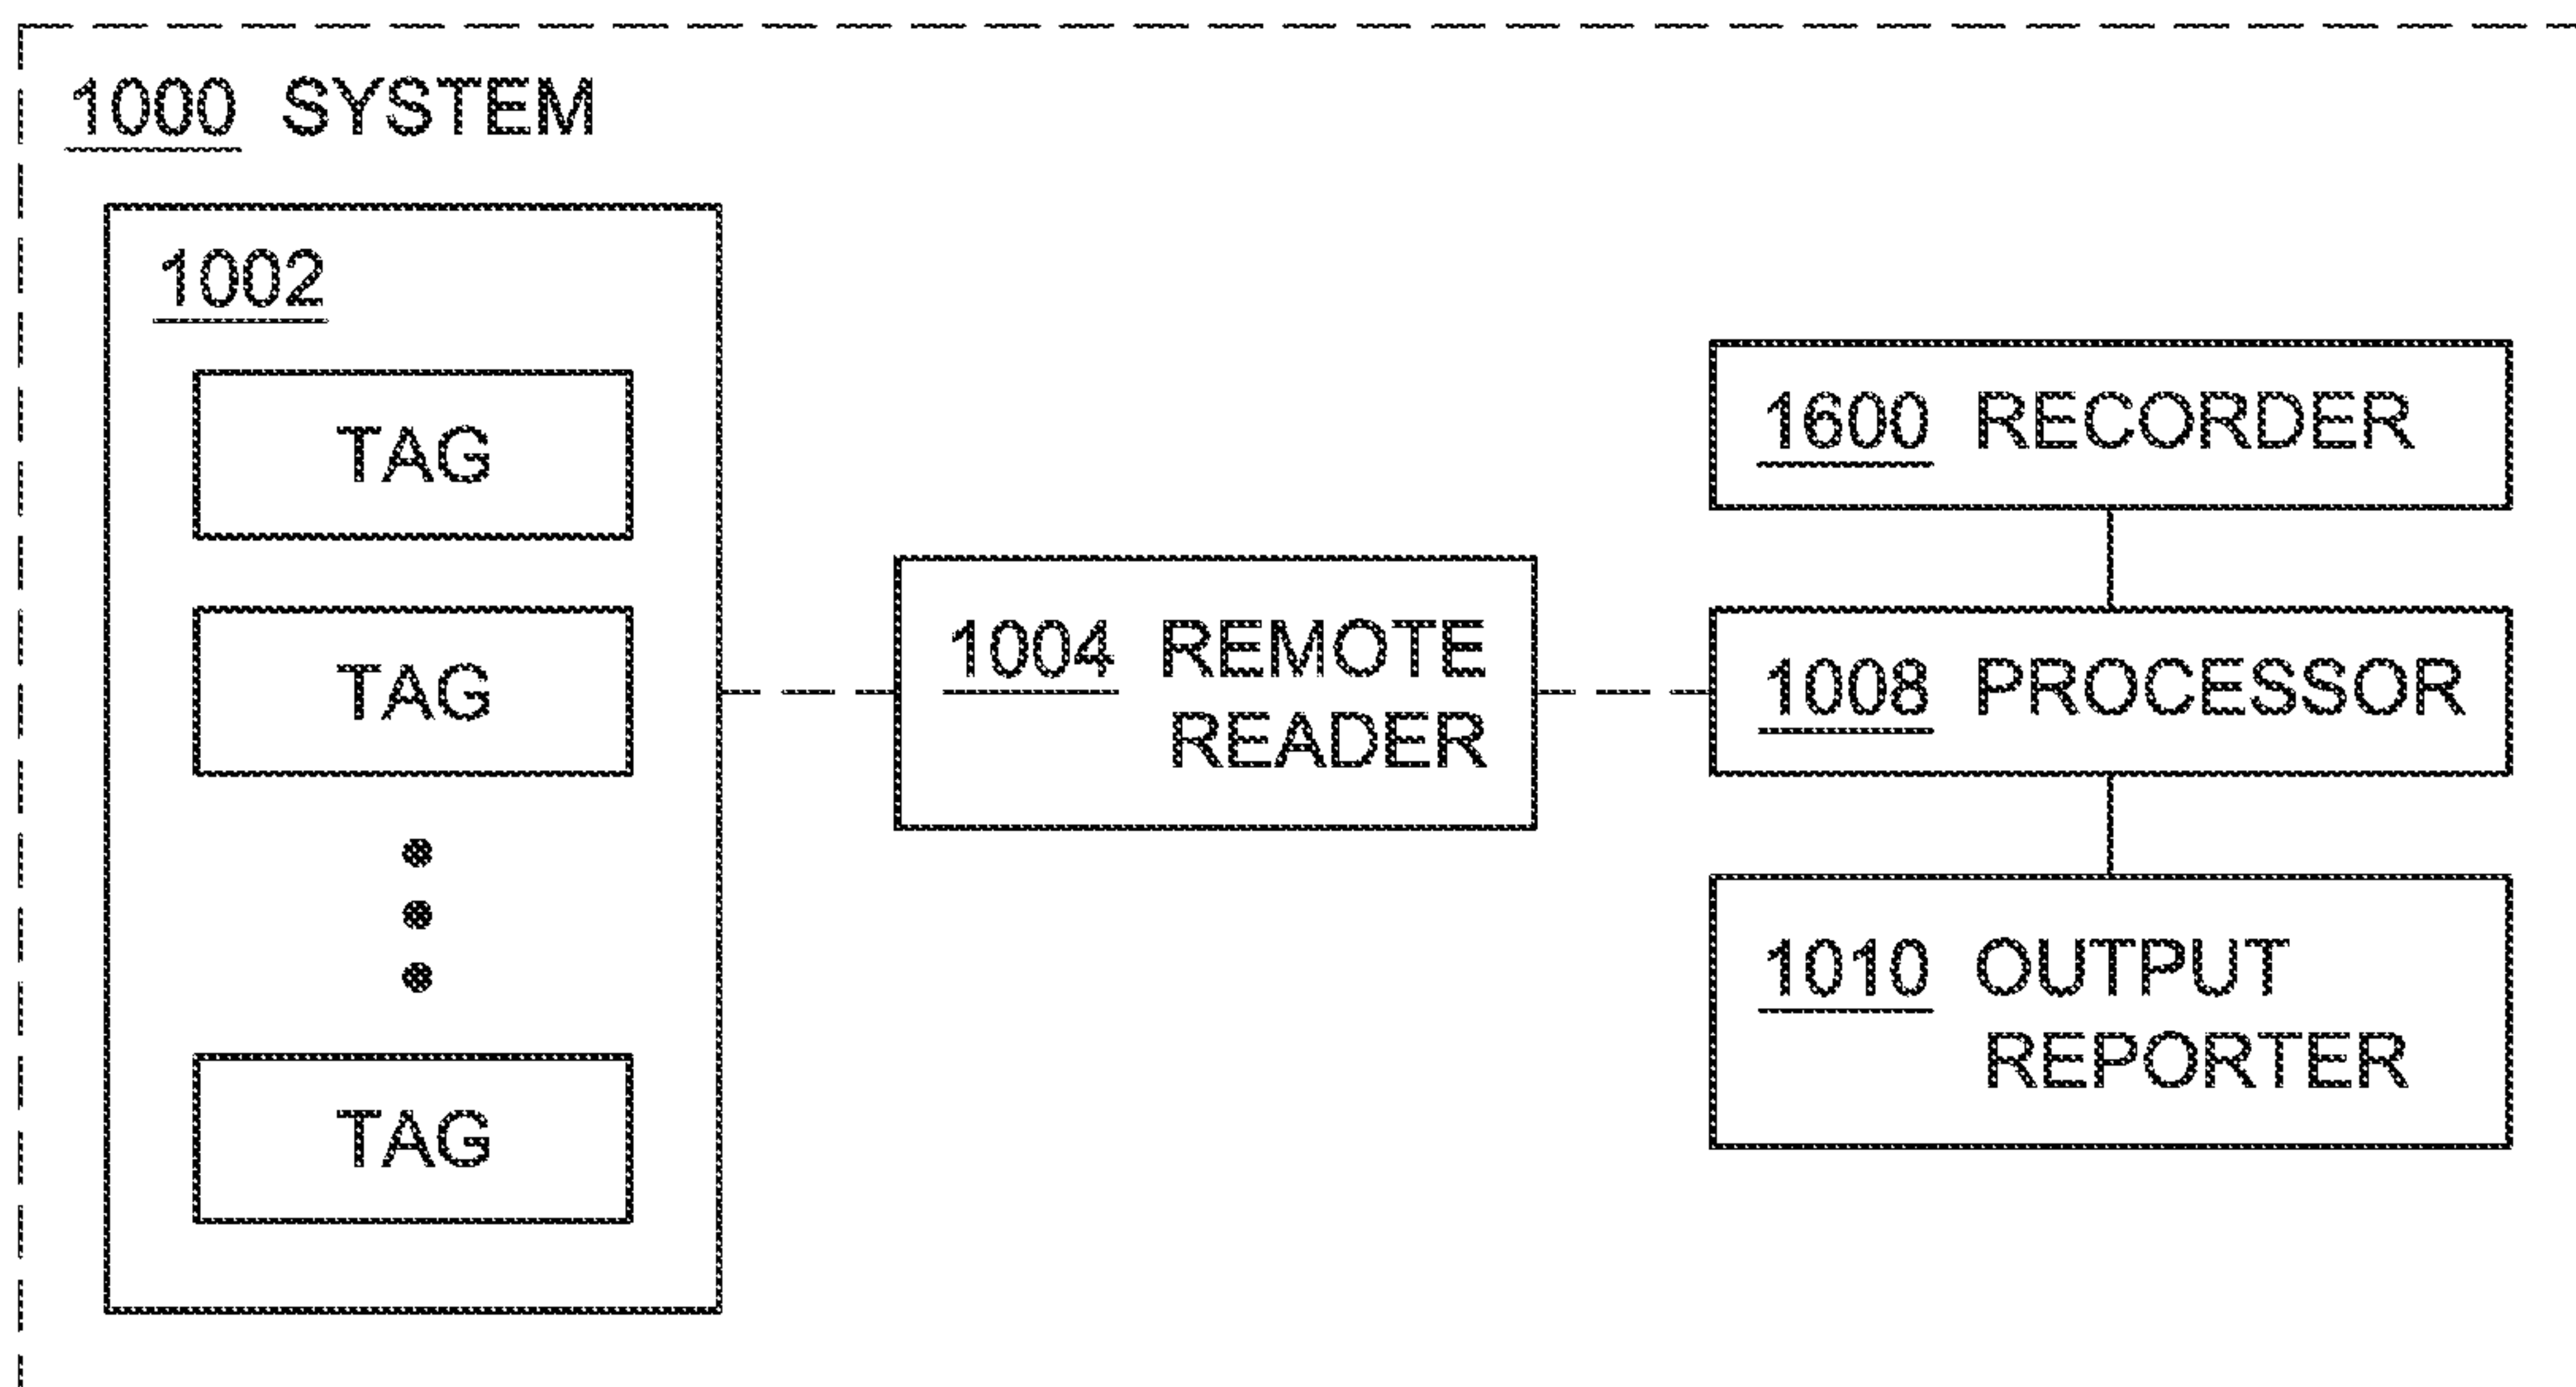 1000 SYSTEM
1002
TAG
TAG
TAG
1004 REMOTE
READER
1600 RECORDER
1008 PROCESSOR
1010 OUTPUT
REPORTER